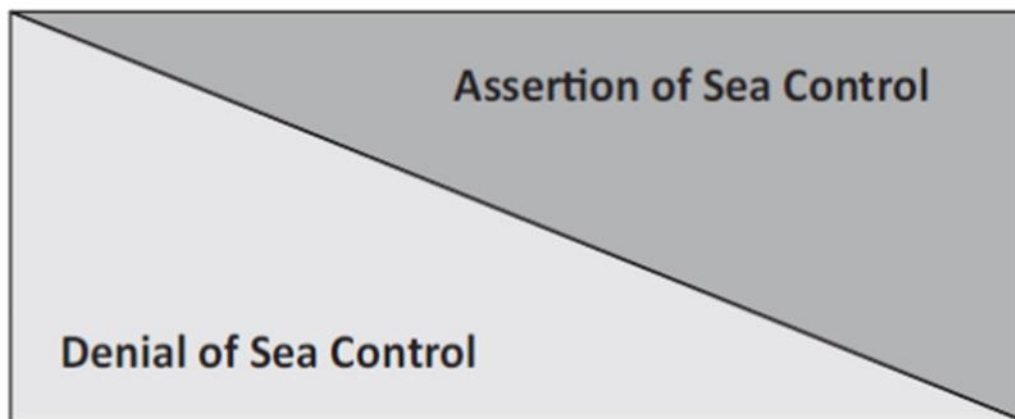 Assertion of Sea Control
Denial of Sea Control